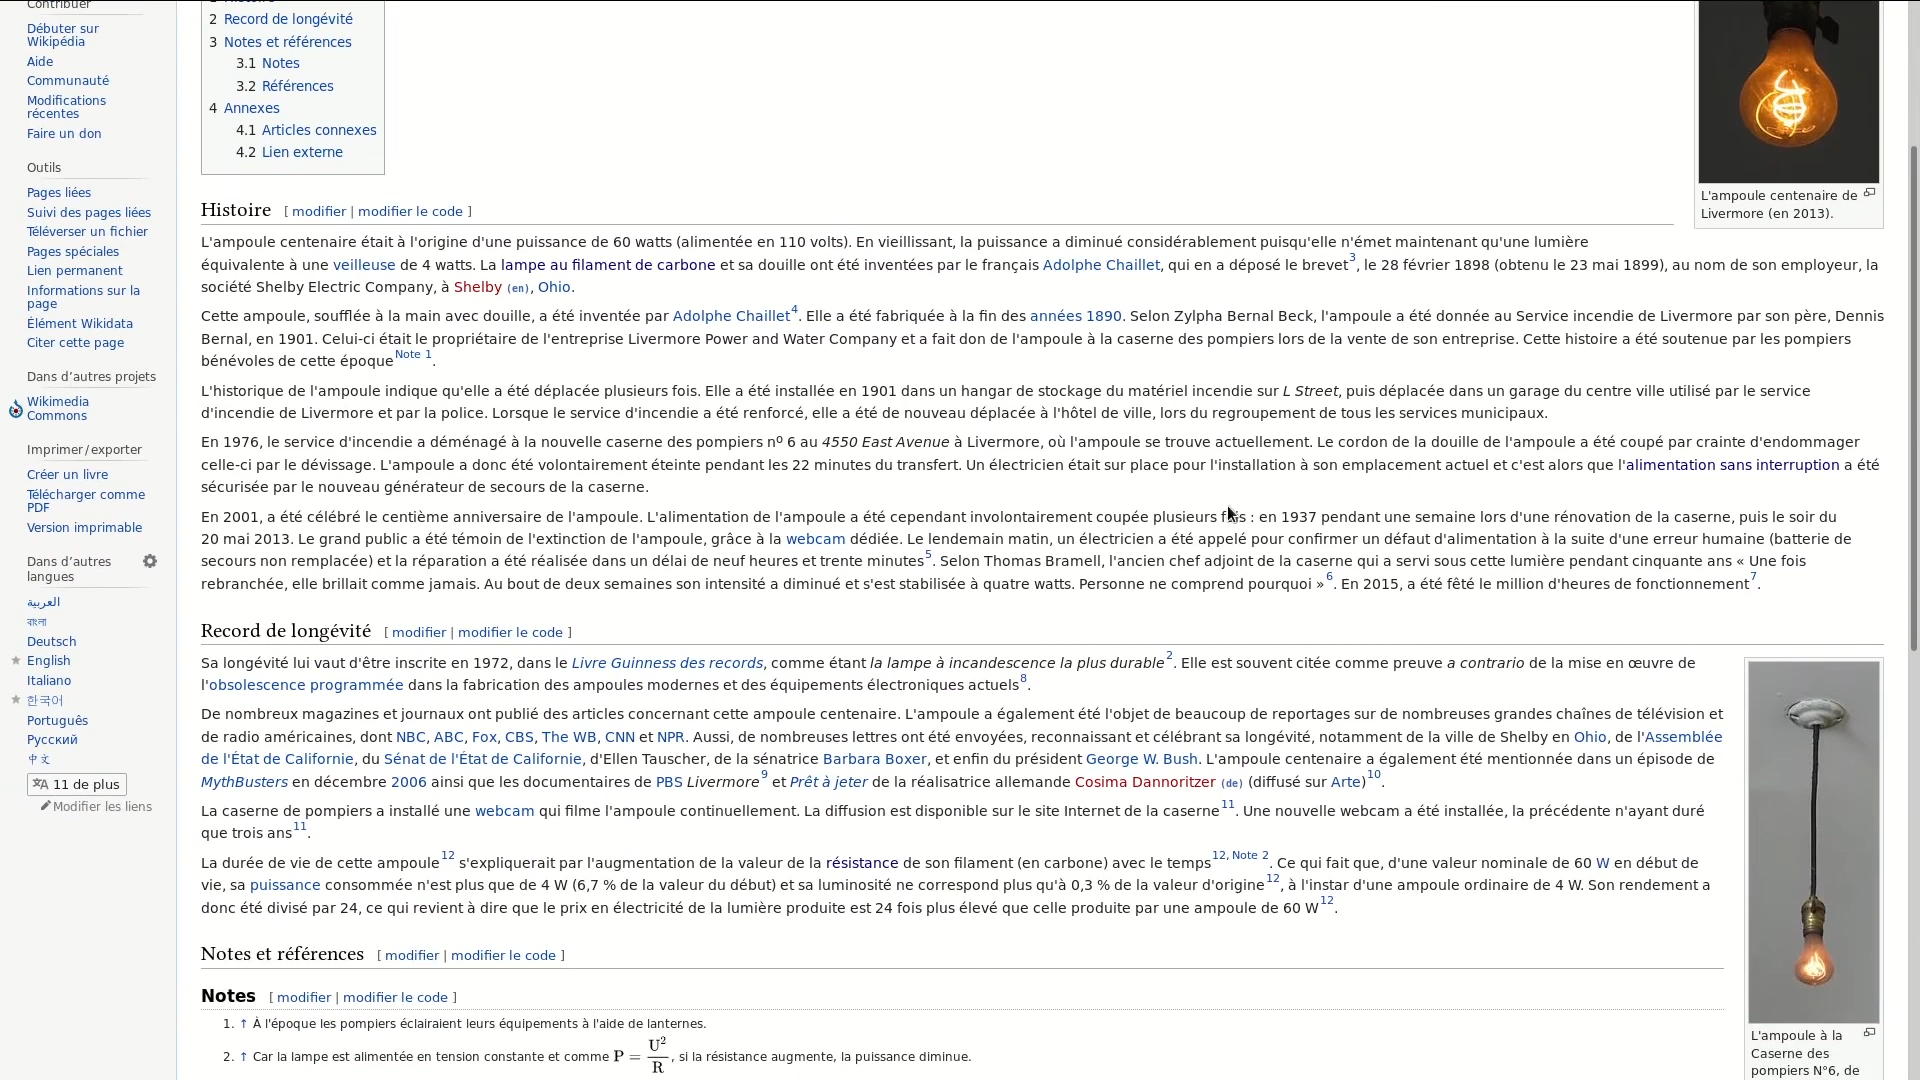 Contribuer
Débuter sur
Wikipédia
Aide
Communauté
Modifications
récentes
Faire un don
Outils
Pages liées
Suivi des pages liées
Téléverser un fichier
Pages spéciales
Lien permanent
Informations sur la
page
Élément Wikidata
Citer cette page
Dans d’autres projets
Wikimedia
Commons
Imprimer / exporter
Créer un livre
Télécharger comme
PDF
Version imprimable
Dans d’autres
langues
العربية
বাংলা
Deutsch
English
Italiano
한국어
Português
Русский
中文
11 de plus
Modifier les liens
2 Record de longévité
3 Notes et références
3.1 Notes
3.2 Références
4 Annexes
4.1 Articles connexes
4.2 Lien externe
L'ampoule centenaire de
Livermore (en 2013).
Histoire [ modifier | modifier le code ]
L'ampoule centenaire était à l'origine d'une puissance de 60 watts (alimentée en 110 volts). En vieillissant, la puissance a diminué considérablement puisqu'elle n'émet maintenant qu'une lumière
équivalente à une veilleuse de 4 watts. La lampe au filament de carbone et sa douille ont été inventées par le français Adolphe Chaillet, qui en a déposé le brevet3, le 28 février 1898 (obtenu le 23 mai 1899), au nom de son employeur, la
société Shelby Electric Company, à Shelby (en), Ohio.
Cette ampoule, soufflée à la main avec douille, a été inventée par Adolphe Chaillet4. Elle a été fabriquée à la fin des années 1890. Selon Zylpha Bernal Beck, l'ampoule a été donnée au Service incendie de Livermore par son père, Dennis
Bernal, en 1901. Celui-ci était le propriétaire de l'entreprise Livermore Power and Water Company et a fait don de l'ampoule à la caserne des pompiers lors de la vente de son entreprise. Cette histoire a été soutenue par les pompiers
bénévoles de cette époqueNote 1.
L'historique de l'ampoule indique qu'elle a été déplacée plusieurs fois. Elle a été installée en 1901 dans un hangar de stockage du matériel incendie sur L Street, puis déplacée dans un garage du centre ville utilisé par le service
d'incendie de Livermore et par la police. Lorsque le service d'incendie a été renforcé, elle a été de nouveau déplacée à l'hôtel de ville, lors du regroupement de tous les services municipaux.
En 1976, le service d'incendie a déménagé à la nouvelle caserne des pompiers no 6 au 4550 East Avenue à Livermore, où l'ampoule se trouve actuellement. Le cordon de la douille de l'ampoule a été coupé par crainte d'endommager
celle-ci par le dévissage. L'ampoule a donc été volontairement éteinte pendant les 22 minutes du transfert. Un électricien était sur place pour l'installation à son emplacement actuel et c'est alors que l'alimentation sans interruption a été
sécurisée par le nouveau générateur de secours de la caserne.
En 2001, a été célébré le centième anniversaire de l'ampoule. L'alimentation de l'ampoule a été cependant involontairement coupée plusieurs fois : en 1937 pendant une semaine lors d'une rénovation de la caserne, puis le soir du
20 mai 2013. Le grand public a été témoin de l'extinction de l'ampoule, grâce à la webcam dédiée. Le lendemain matin, un électricien a été appelé pour confirmer un défaut d'alimentation à la suite d'une erreur humaine (batterie de
secours non remplacée) et la réparation a été réalisée dans un délai de neuf heures et trente minutes5. Selon Thomas Bramell, l'ancien chef adjoint de la caserne qui a servi sous cette lumière pendant cinquante ans « Une fois
rebranchée, elle brillait comme jamais. Au bout de deux semaines son intensité a diminué et s'est stabilisée à quatre watts. Personne ne comprend pourquoi »6. En 2015, a été fêté le million d'heures de fonctionnement7.
Record de longévité [ modifier | modifier le code ]
Sa longévité lui vaut d'être inscrite en 1972, dans le Livre Guinness des records, comme étant la lampe à incandescence la plus durable2. Elle est souvent citée comme preuve a contrario de la mise en œuvre de
l'obsolescence programmée dans la fabrication des ampoules modernes et des équipements électroniques actuels8.
De nombreux magazines et journaux ont publié des articles concernant cette ampoule centenaire. L'ampoule a également été l'objet de beaucoup de reportages sur de nombreuses grandes chaînes de télévision et
de radio américaines, dont NBC, ABC, Fox, CBS, The WB, CNN et NPR. Aussi, de nombreuses lettres ont été envoyées, reconnaissant et célébrant sa longévité, notamment de la ville de Shelby en Ohio, de l'Assemblée
de l'État de Californie, du Sénat de l'État de Californie, d'Ellen Tauscher, de la sénatrice Barbara Boxer, et enfin du président George W. Bush. L'ampoule centenaire a également été mentionnée dans un épisode de
MythBusters en décembre 2006 ainsi que les documentaires de PBS Livermore9 et Prêt à jeter de la réalisatrice allemande Cosima Dannoritzer (de) (diffusé sur Arte)10.
La caserne de pompiers a installé une webcam qui filme l'ampoule continuellement. La diffusion est disponible sur le site Internet de la caserne11. Une nouvelle webcam a été installée, la précédente n'ayant duré
que trois ans11.
La durée de vie de cette ampoule12 s'expliquerait par l'augmentation de la valeur de la résistance de son filament (en carbone) avec le temps12, Note 2. Ce qui fait que, d'une valeur nominale de 60 W en début de
vie, sa puissance consommée n'est plus que de 4 W (6,7 % de la valeur du début) et sa luminosité ne correspond plus qu'à 0,3 % de la valeur d'origine12, à l'instar d'une ampoule ordinaire de 4 W. Son rendement a
donc été divisé par 24, ce qui revient à dire que le prix en électricité de la lumière produite est 24 fois plus élevé que celle produite par une ampoule de 60 W12.
Notes et références [ modifier | modifier le code ]
Notes [ modifier | modifier le code ]
1. ↑ À l'époque les pompiers éclairaient leurs équipements à l'aide de lanternes.
2. ↑ Car la lampe est alimentée en tension constante et comme P = U2/R, si la résistance augmente, la puissance diminue.
L'ampoule à la
Caserne des
pompiers N°6, de